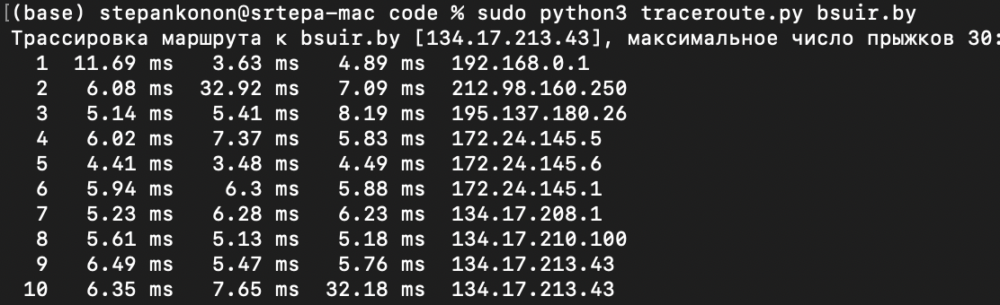 [(base) stepankonon@srtepa-mac code % sudo python3 traceroute.py bsuir.by
Трассировка маршрута к bsuir.by [134.17.213.43], максимальное число прыжков 30:
1 11.69 ms 3.63 ms 4.89 ms 192.168.0.1
2 6.08 ms 32.92 ms 7.09 ms 212.98.160.250
3 5.14 ms 5.41 ms 8.19 ms 195.137.180.26
4 6.02 ms 7.37 ms 5.83 ms 172.24.145.5
5 4.41 ms 3.48 ms 4.49 ms 172.24.145.6
6 5.94 ms 6.3 ms 5.88 ms 172.24.145.1
7 5.23 ms 6.28 ms 6.23 ms 134.17.208.1
8 5.61 ms 5.13 ms 5.18 ms 134.17.210.100
9 6.49 ms 5.47 ms 5.76 ms 134.17.213.43
10 6.35 ms 7.65 ms 32.18 ms 134.17.213.43